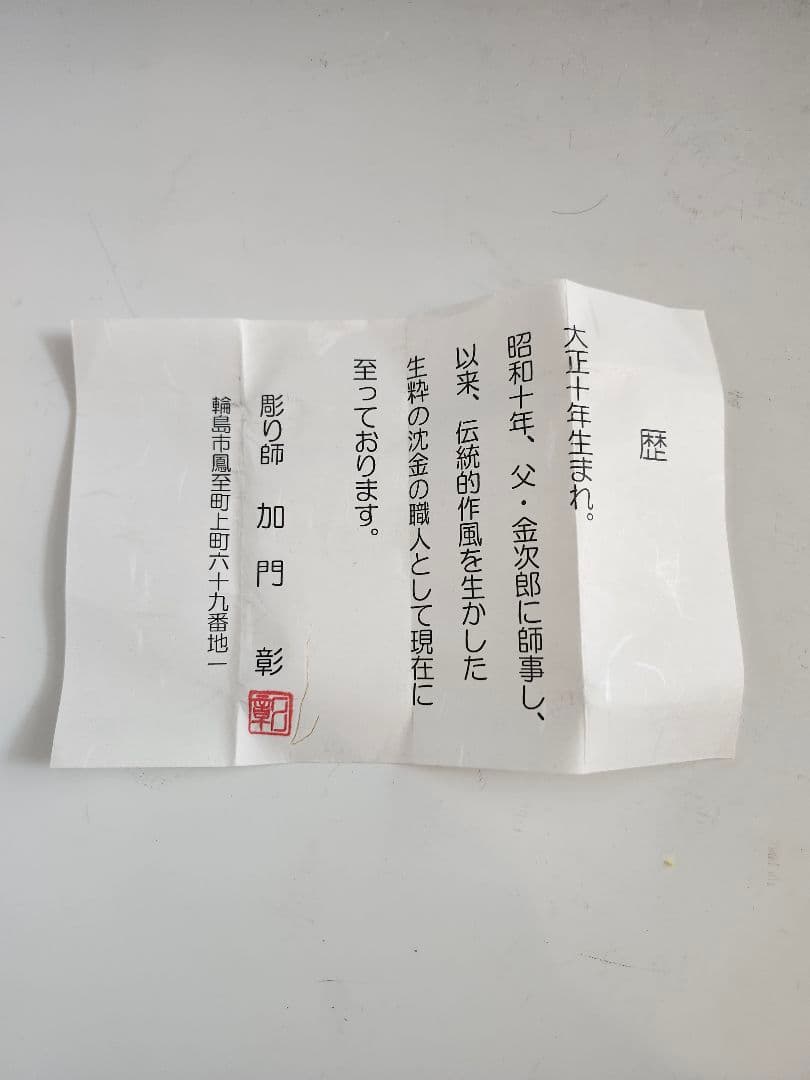 歴
大正十年生まれ。
昭和十年、父・金次郎に師事し、
以来、伝統的作風を生かした
生粋の沈金の職人として現在に
至っております。
彫り師 加門 彰
彰
輪島市鳳至町上町六十九番地一